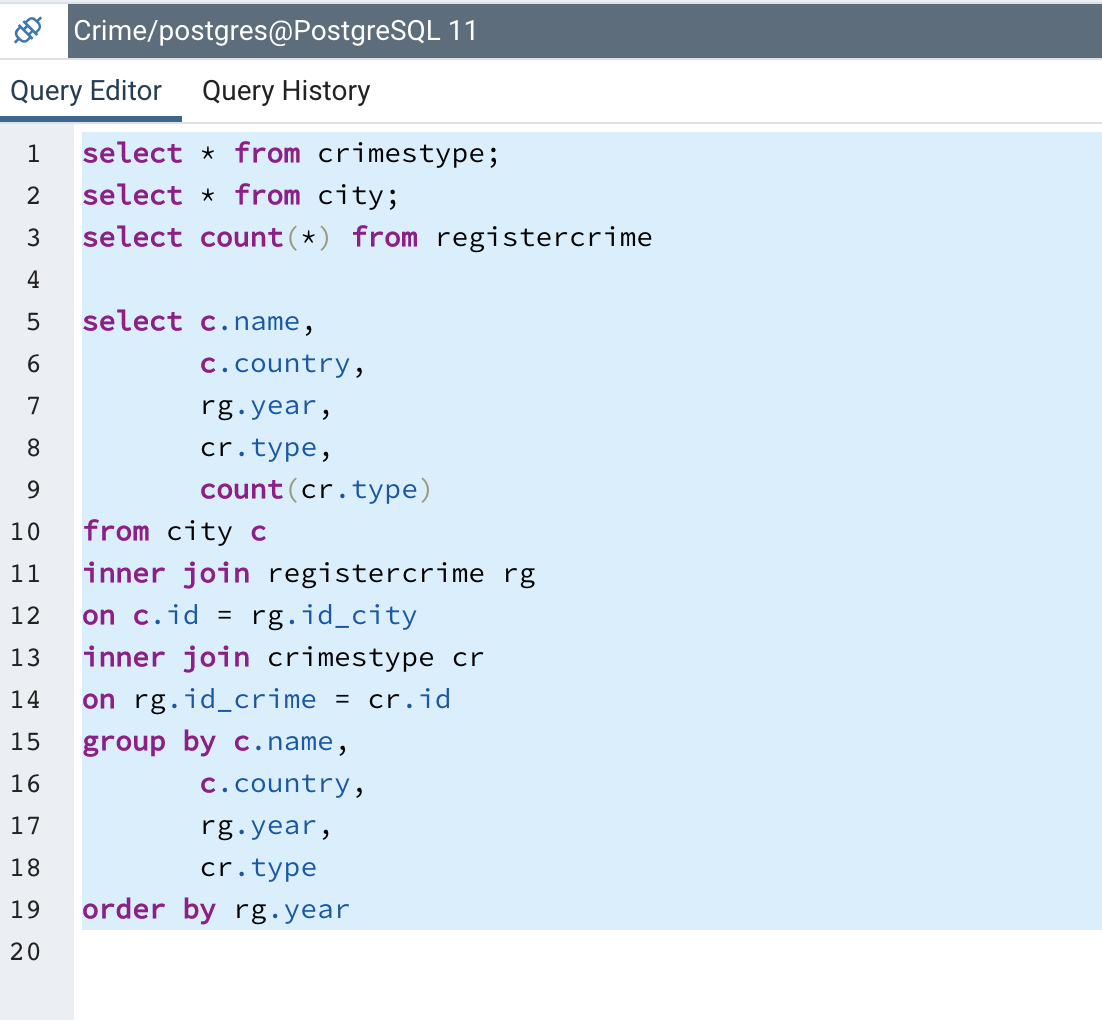 Crime/postgres@PostgreSQL 11
Query Editor Query History
1 select * from crimestype;
2 select * from city;
3 select count(*) from registercrime
4
5 select c.name,
6 c.country,
7 rg.year,
8 cr.type,
9 count(cr.type)
10 from city c
11 inner join registercrime rg
12 on c.id = rg.id_city
13 inner join crimestype cr
14 on rg.id_crime = cr.id
15 group by c.name,
16 c.country,
17 rg.year,
18 cr.type
19 order by rg.year
20